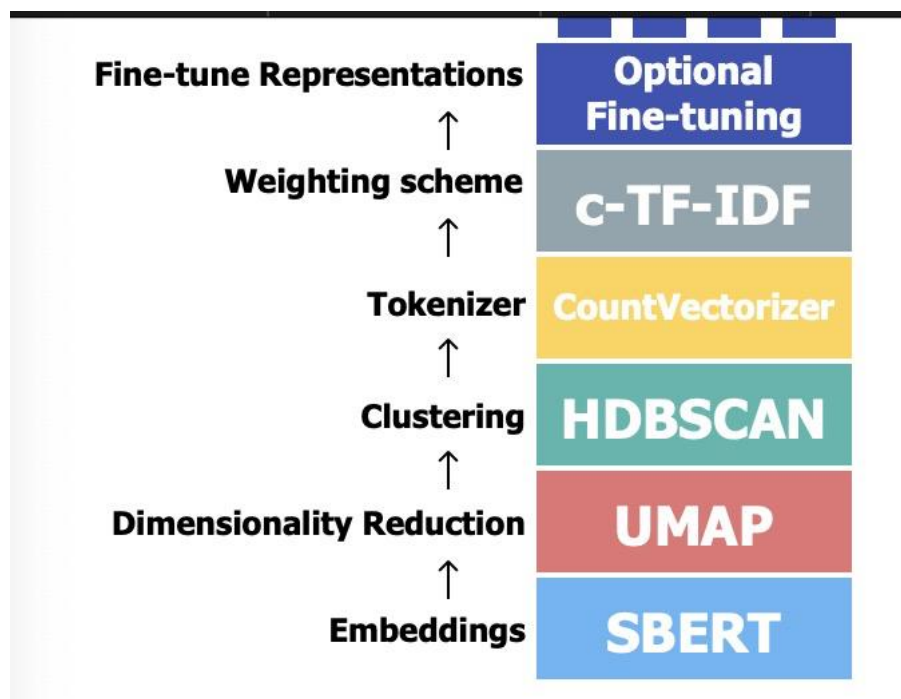 Fine-tune Representations
Optional
Fine-tuning
↑
Weighting scheme
c-TF-IDF
↑
Tokenizer
CountVectorizer
↑
Clustering
HDBSCAN
↑
Dimensionality Reduction
UMAP
↑
Embeddings
SBERT